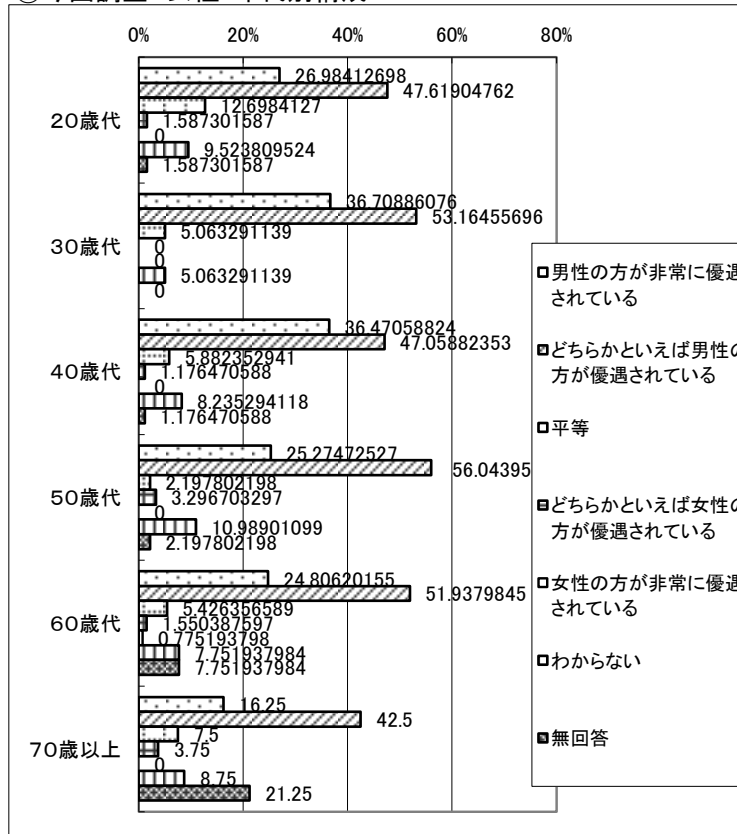 0%
20%
40%
60%
80%
20歳代
26.98412698
47.61904762
12.6984127
1.587301587
0
9.523809524
1.587301587
30歳代
36.70886076
53.16455696
5.063291139
0
0
5.063291139
0
40歳代
36.47058824
47.05882353
5.882352941
1.176470588
0
8.235294118
1.176470588
50歳代
25.27472527
56.04395
2.197802198
3.296703297
0
10.98901099
2.197802198
60歳代
24.80620155
51.9379845
5.426356589
1.550387597
0.775193798
7.751937984
7.751937984
70歳以上
16.25
42.5
7.5
3.75
0
8.75
21.25
男性の方が非常に優遇
されている
どちらかといえば男性の
方が優遇されている
平等
どちらかといえば女性の
方が優遇されている
女性の方が非常に優遇
されている
わからない
無回答